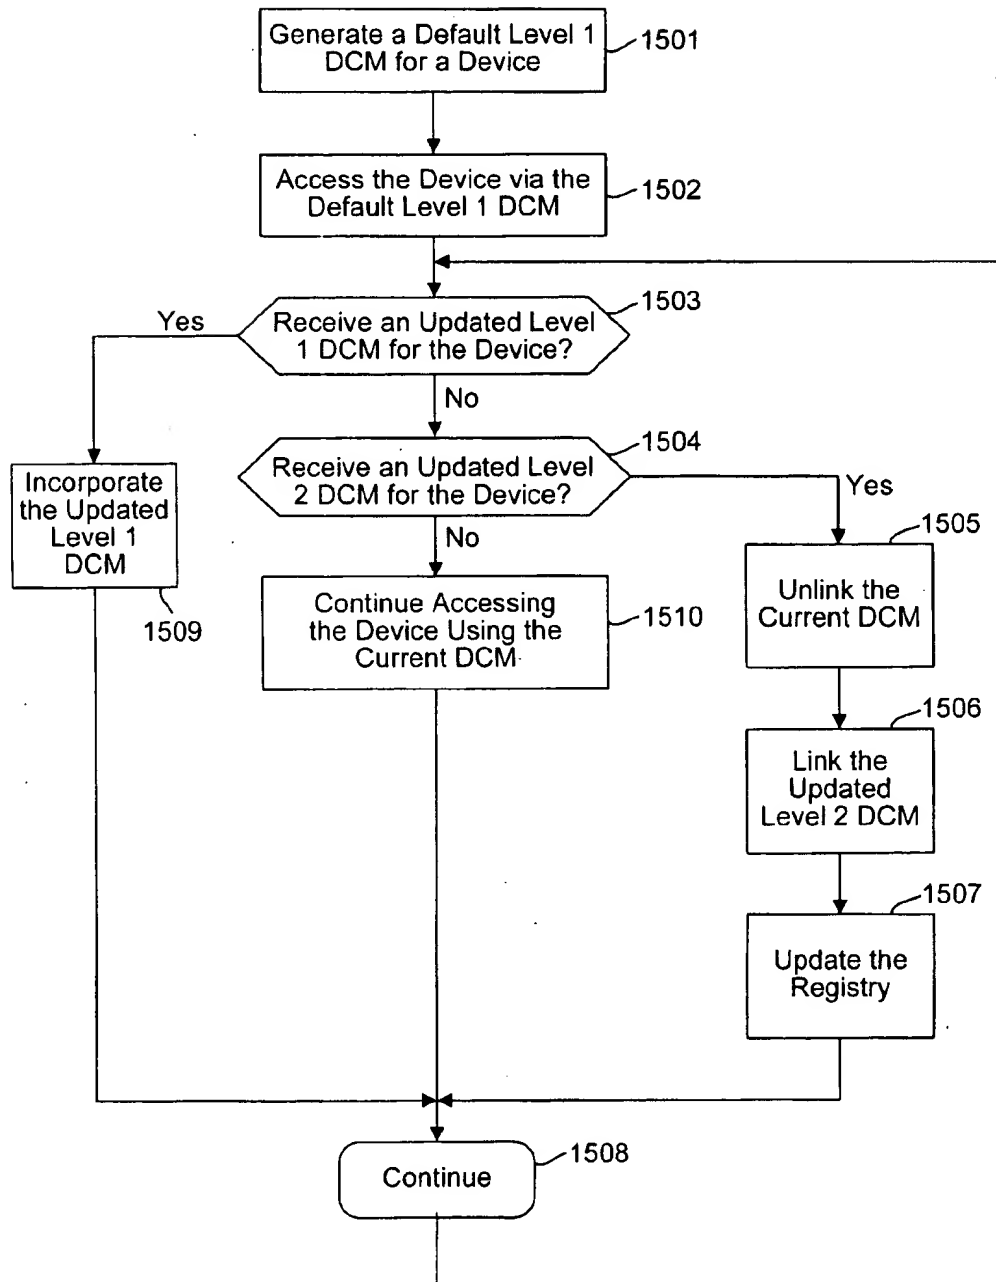 Generate a Default Level 1
DCM for a Device
1501
Access the Device via the
Default Level 1 DCM
1502
1503
Yes
Receive an Updated Level
1 DCM for the Device?
No
1504
Receive an Updated Level
2 DCM for the Device?
Yes
Incorporate
the Updated
Level 1
DCM
No
1505
1509
Continue Accessing
the Device Using the
Current DCM
1510
Unlink the
Current DCM
1506
Link the
Updated
Level 2 DCM
1507
Update the
Registry
1508
Continue